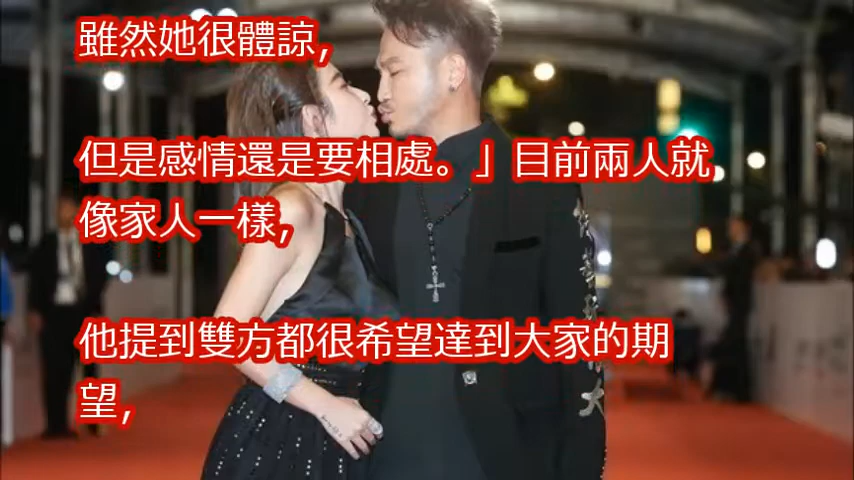 雖然她很體諒，
但是感情還是要相處。」目前兩人就
像家人一樣，
他提到雙方都很希望達到大家的期
望，